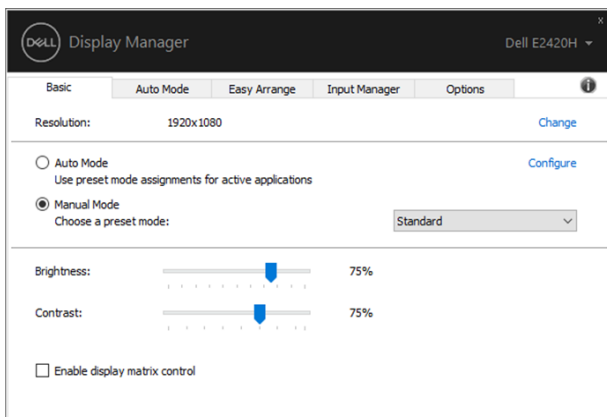 x
DELL Display Manager Dell E2420H
Basic Auto Mode Easy Arrange Input Manager Options i
Resolution: 1920x1080 Change
Auto Mode Configure
Use preset mode assignments for active applications
Manual Mode
Choose a preset mode: Standard
Brightness: 75%
Contrast: 75%
Enable display matrix control